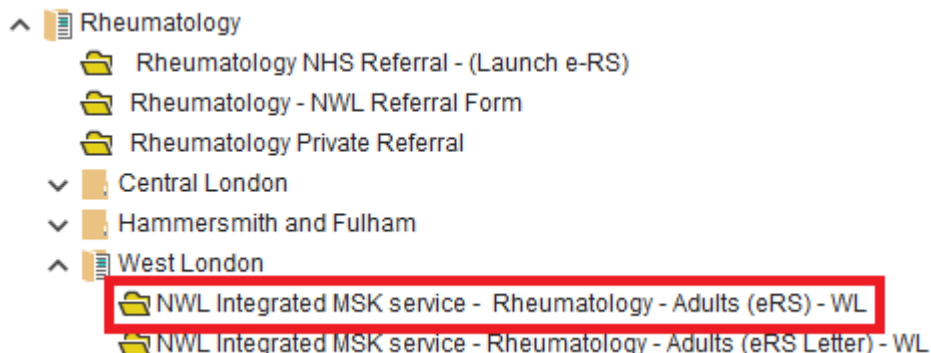 Rheumatology
Rheumatology NHS Referral - (Launch e-RS)
Rheumatology - NWL Referral Form
Rheumatology Private Referral
Central London
Hammersmith and Fulham
West London
NWL Integrated MSK service - Rheumatology - Adults (eRS) - WL
NWL Integrated MSK service - Rheumatology - Adults (eRS Letter) - WL